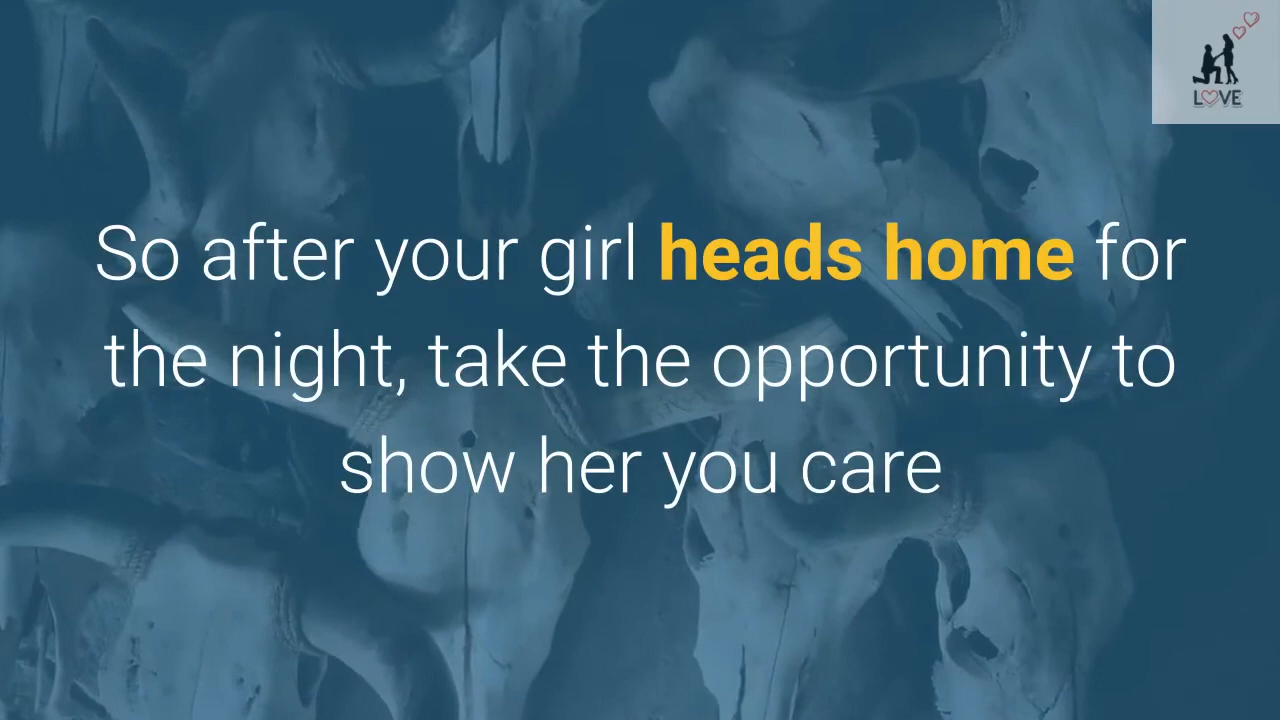 LOVE
So after your girl heads home for
the night, take the opportunity to
show her you care